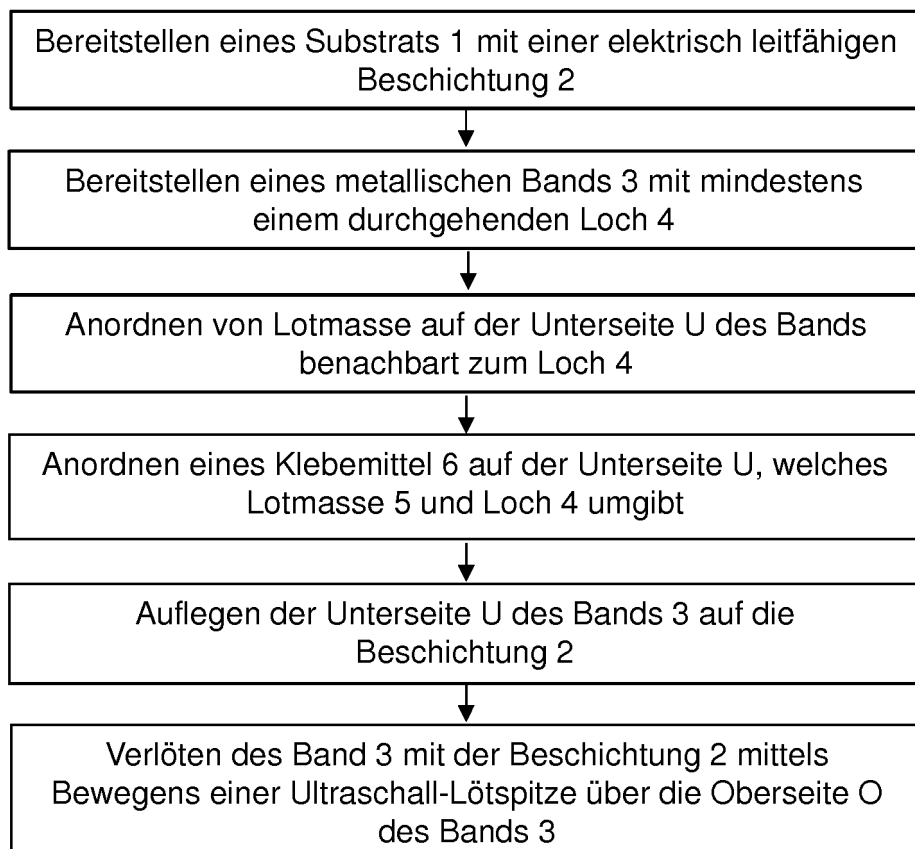 Bereitstellen eines Substrats 1 mit einer elektrisch leitfähigen
Beschichtung 2
Bereitstellen eines metallischen Bands 3 mit mindestens
einem durchgehenden Loch 4
Anordnen von Lotmasse auf der Unterseite U des Bands
benachbart zum Loch 4
Anordnen eines Klebemittel 6 auf der Unterseite U, welches
Lotmasse 5 und Loch 4 umgibt
Auflegen der Unterseite U des Bands 3 auf die
Beschichtung 2
Verlöten des Band 3 mit der Beschichtung 2 mittels
Bewegens einer Ultraschall-Lötspitze über die Oberseite O
des Bands 3